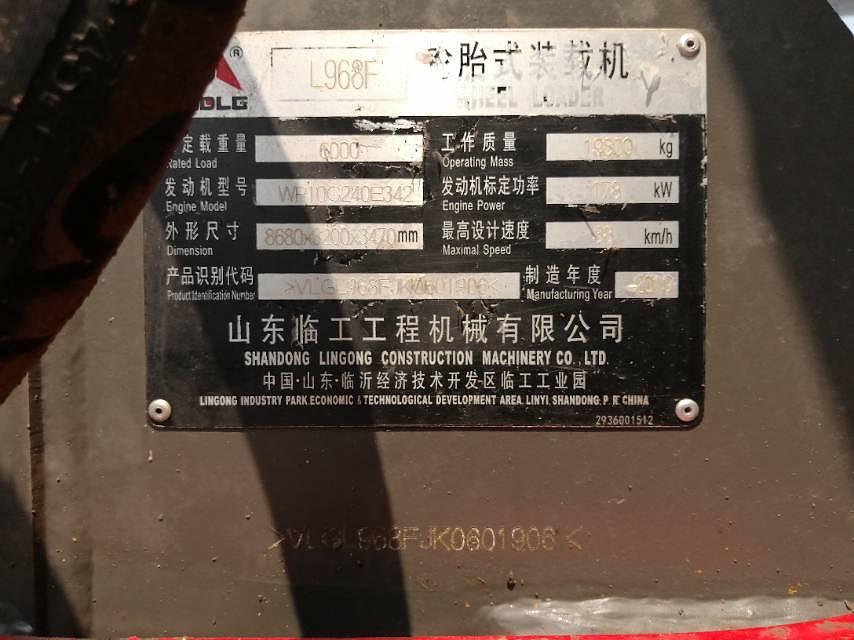 ® L968F 轮胎式装载机
SDLG WHEEL LOADER
额定载重量 6000 工作质量 kg
Rated Load Operating Mass
发动机型号 WP10G240E342 发动机标定功率 178 kW
Engine Model Engine Power
外形尺寸 8680×3200×3470 mm 最高设计速度 km/h
Dimension Maximal Speed
产品识别代码 >VLGL968FJK0601906< 制造年度
Product Identification Number Manufacturing Year
山东临工工程机械有限公司
SHANDONG LINGONG CONSTRUCTION MACHINERY CO., LTD.
中国·山东·临沂经济技术开发区临工工业园
LINGONG INDUSTRY PARK.ECONOMIC & TECHNOLOGICAL DEVELOPMENT AREA LINYI SHANDONG P. R. CHINA
2936001512
>VLGL968FJK0601906<